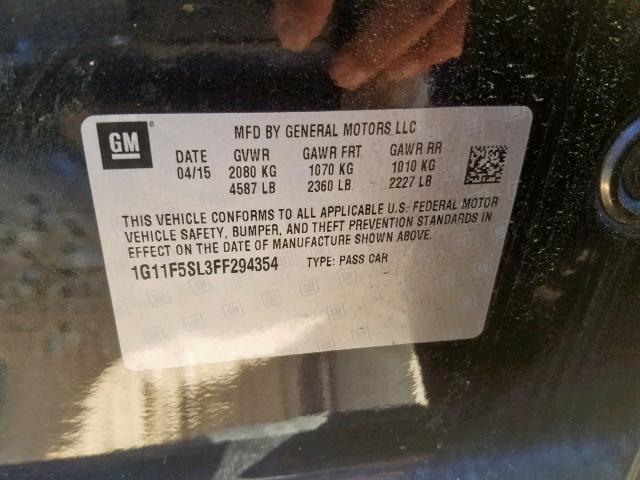 GM
MFD BY GENERAL MOTORS LLC
DATE GVWR GAWR FRT GAWR RR
04/15 2080 KG 1070 KG 1010 KG
4587 LB 2360 LB 2227 LB
THIS VEHICLE CONFORMS TO ALL APPLICABLE U.S. FEDERAL MOTOR
VEHICLE SAFETY, BUMPER, AND THEFT PREVENTION STANDARDS IN
EFFECT ON THE DATE OF MANUFACTURE SHOWN ABOVE.
1G11F5SL3FF294354 TYPE: PASS CAR